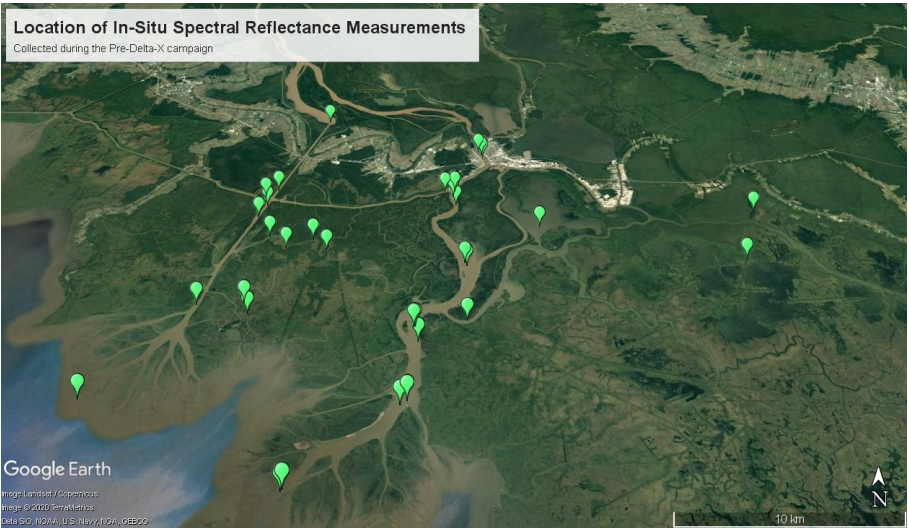 Location of In-Situ Spectral Reflectance Measurements
Collected during the Pre-Delta-X campaign
Google Earth
Image Landsat / Copernicus
Image © 2020 TerraMetrics
Data SIO, NOAA, U.S. Navy, NGA, GEBCO
N
10 km